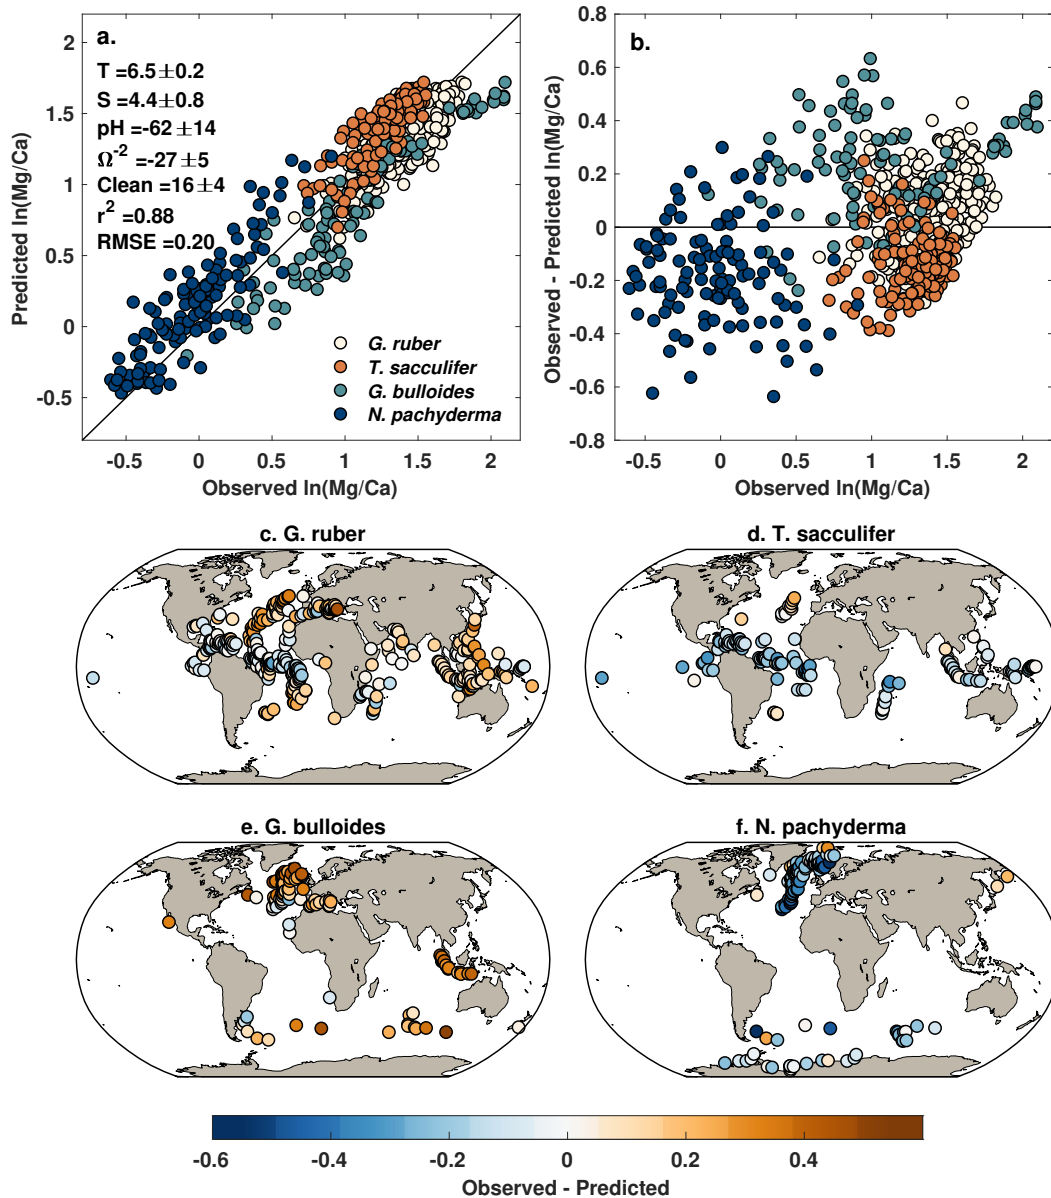 a.
T =6.5±0.2
S =4.4±0.8
pH =-62±14
Ω⁻² =-27±5
Clean =16±4
r² =0.88
RMSE =0.20
G. ruber
T. sacculifer
G. bulloides
N. pachyderma
2
1.5
1
0.5
0
-0.5
Predicted ln(Mg/Ca)
-0.5 0 0.5 1 1.5 2
Observed ln(Mg/Ca)
b.
0.8
0.6
0.4
0.2
0
-0.2
-0.4
-0.6
-0.8
Observed - Predicted ln(Mg/Ca)
-0.5 0 0.5 1 1.5 2
Observed ln(Mg/Ca)
c. G. ruber
d. T. sacculifer
e. G. bulloides
f. N. pachyderma
-0.6 -0.4 -0.2 0 0.2 0.4
Observed - Predicted